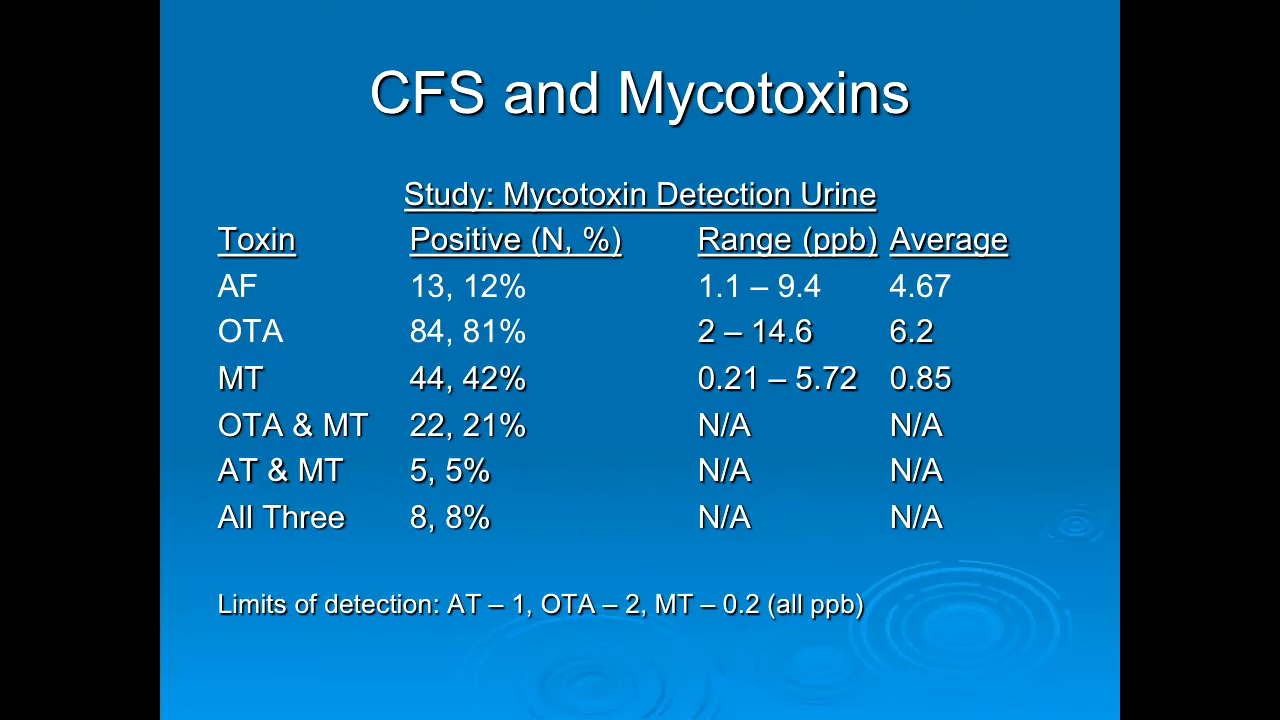 CFS and Mycotoxins
Study: Mycotoxin Detection Urine
Toxin Positive (N, %) Range (ppb) Average
AF 13, 12% 1.1 – 9.4 4.67
OTA 84, 81% 2 – 14.6 6.2
MT 44, 42% 0.21 – 5.72 0.85
OTA & MT 22, 21% N/A N/A
AT & MT 5, 5% N/A N/A
All Three 8, 8% N/A N/A
Limits of detection: AT – 1, OTA – 2, MT – 0.2 (all ppb)